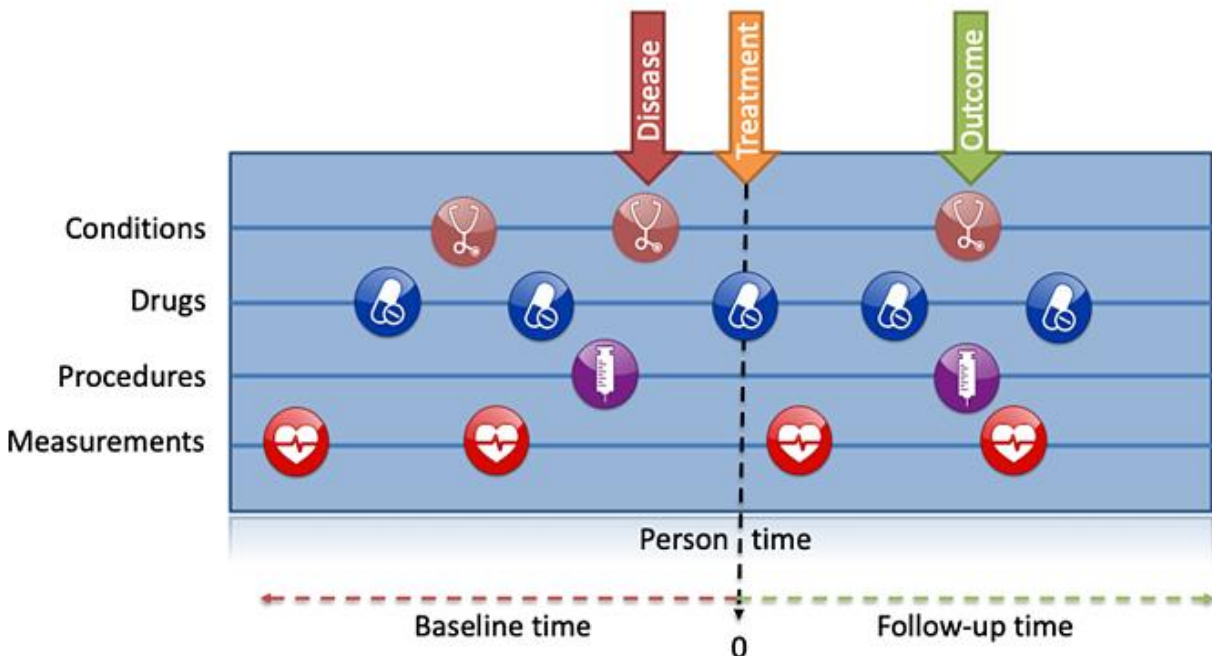 Disease
Treatment
Outcome
Conditions
Drugs
Procedures
Measurements
Person time
Baseline time
0
Follow-up time